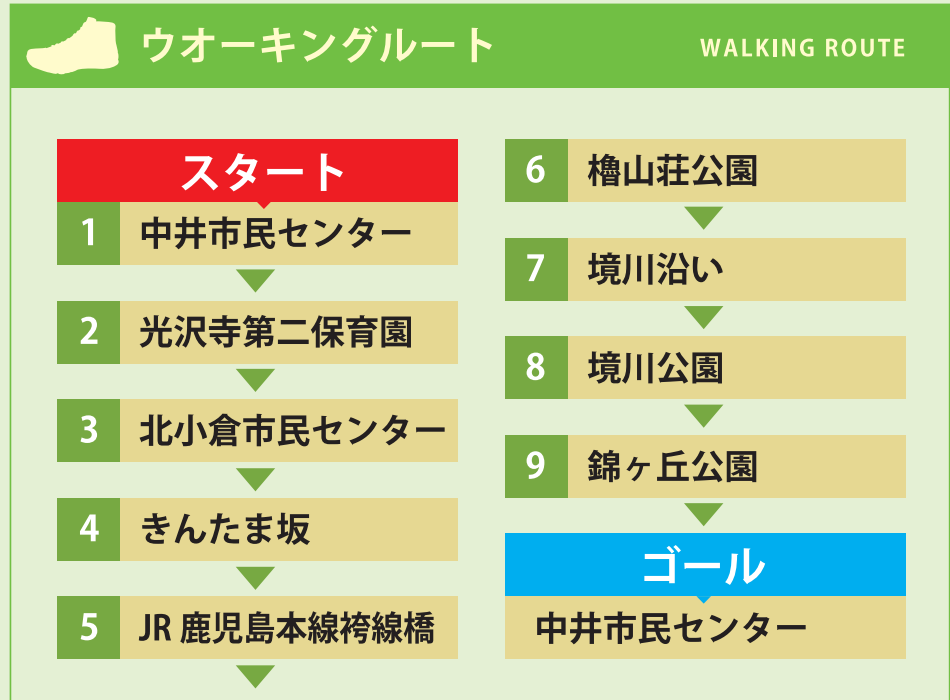 ウオーキングルート
WALKING ROUTE
スタート
1 中井市民センター
2 光沢寺第二保育園
3 北小倉市民センター
4 きんたま坂
5 JR 鹿児島本線袴線橋
6 櫓山荘公園
7 境川沿い
8 境川公園
9 錦ヶ丘公園
ゴール
中井市民センター